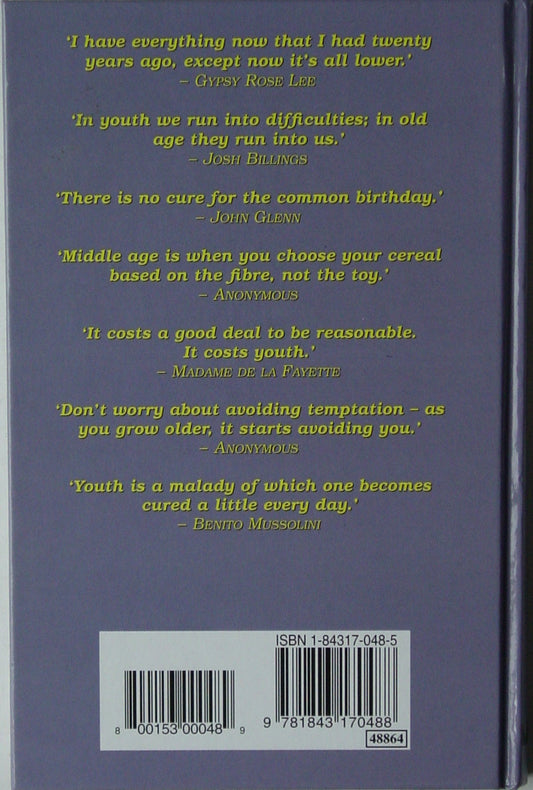 ‘I have everything now that I had twenty
years ago, except now it's all lower.’
– Gypsy Rose Lee
‘In youth we run into difficulties; in old
age they run into us.’
– Josh Billings
‘There is no cure for the common birthday.’
– John Glenn
‘Middle age is when you choose your cereal
based on the fibre, not the toy.’
– Anonymous
‘It costs a good deal to be reasonable.
It costs youth.’
– Madame de la Fayette
‘Don't worry about avoiding temptation – as
you grow older, it starts avoiding you.’
– Anonymous
‘Youth is a malady of which one becomes
cured a little every day.’
– Benito Mussolini
ISBN 1-84317-048-5
8 00153 00048 9
9 781843 170488
48864